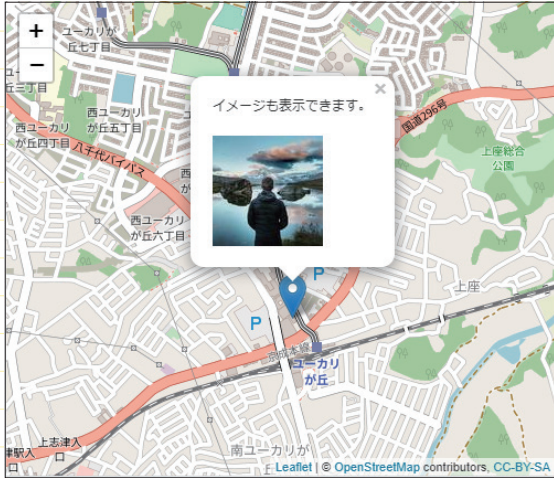 +
−
ユーカリが
丘七丁目
丘三丁目
西ユーカリ
が丘五丁目
西ユーカリ
が丘四丁目
八千代バイパス
西ユーカリ
が丘六丁目
×
イメージも表示できます。
国道296号
上座総合
公園
P
P
上座
京成本線
ユーカリ
が丘
上志津入
口
津駅入
口
南ユーカリが
Leaflet | © OpenStreetMap contributors, CC-BY-SA